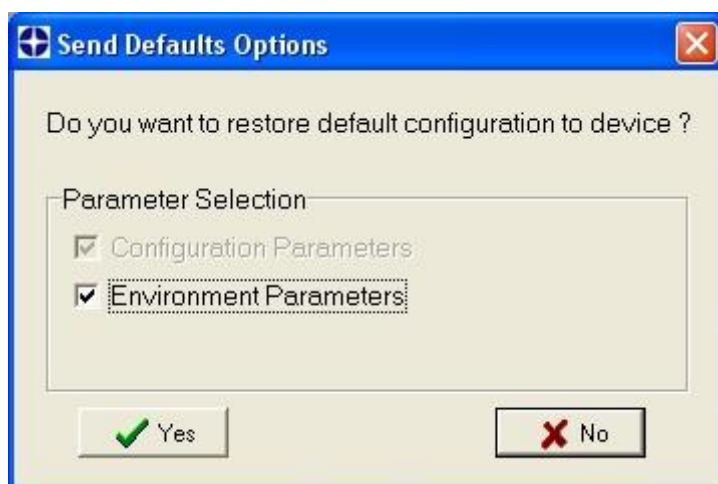 Send Defaults Options
Do you want to restore default configuration to device ?
Parameter Selection
Configuration Parameters
Environment Parameters
Yes
No